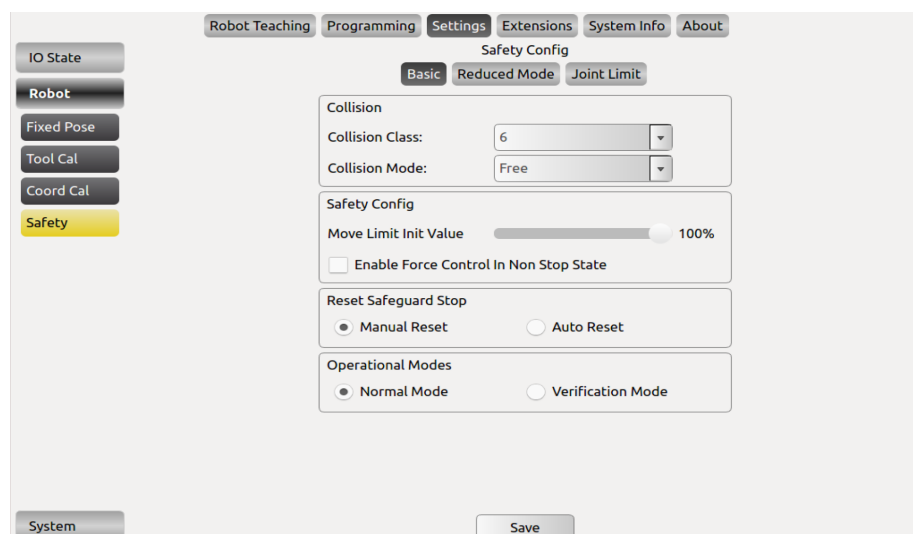 Robot Teaching Programming Settings Extensions System Info About
IO State
Robot
Fixed Pose
Tool Cal
Coord Cal
Safety
System
Safety Config
Basic Reduced Mode Joint Limit
Collision
Collision Class: 6
Collision Mode: Free
Safety Config
Move Limit Init Value 100%
Enable Force Control In Non Stop State
Reset Safeguard Stop
Manual Reset Auto Reset
Operational Modes
Normal Mode Verification Mode
Save